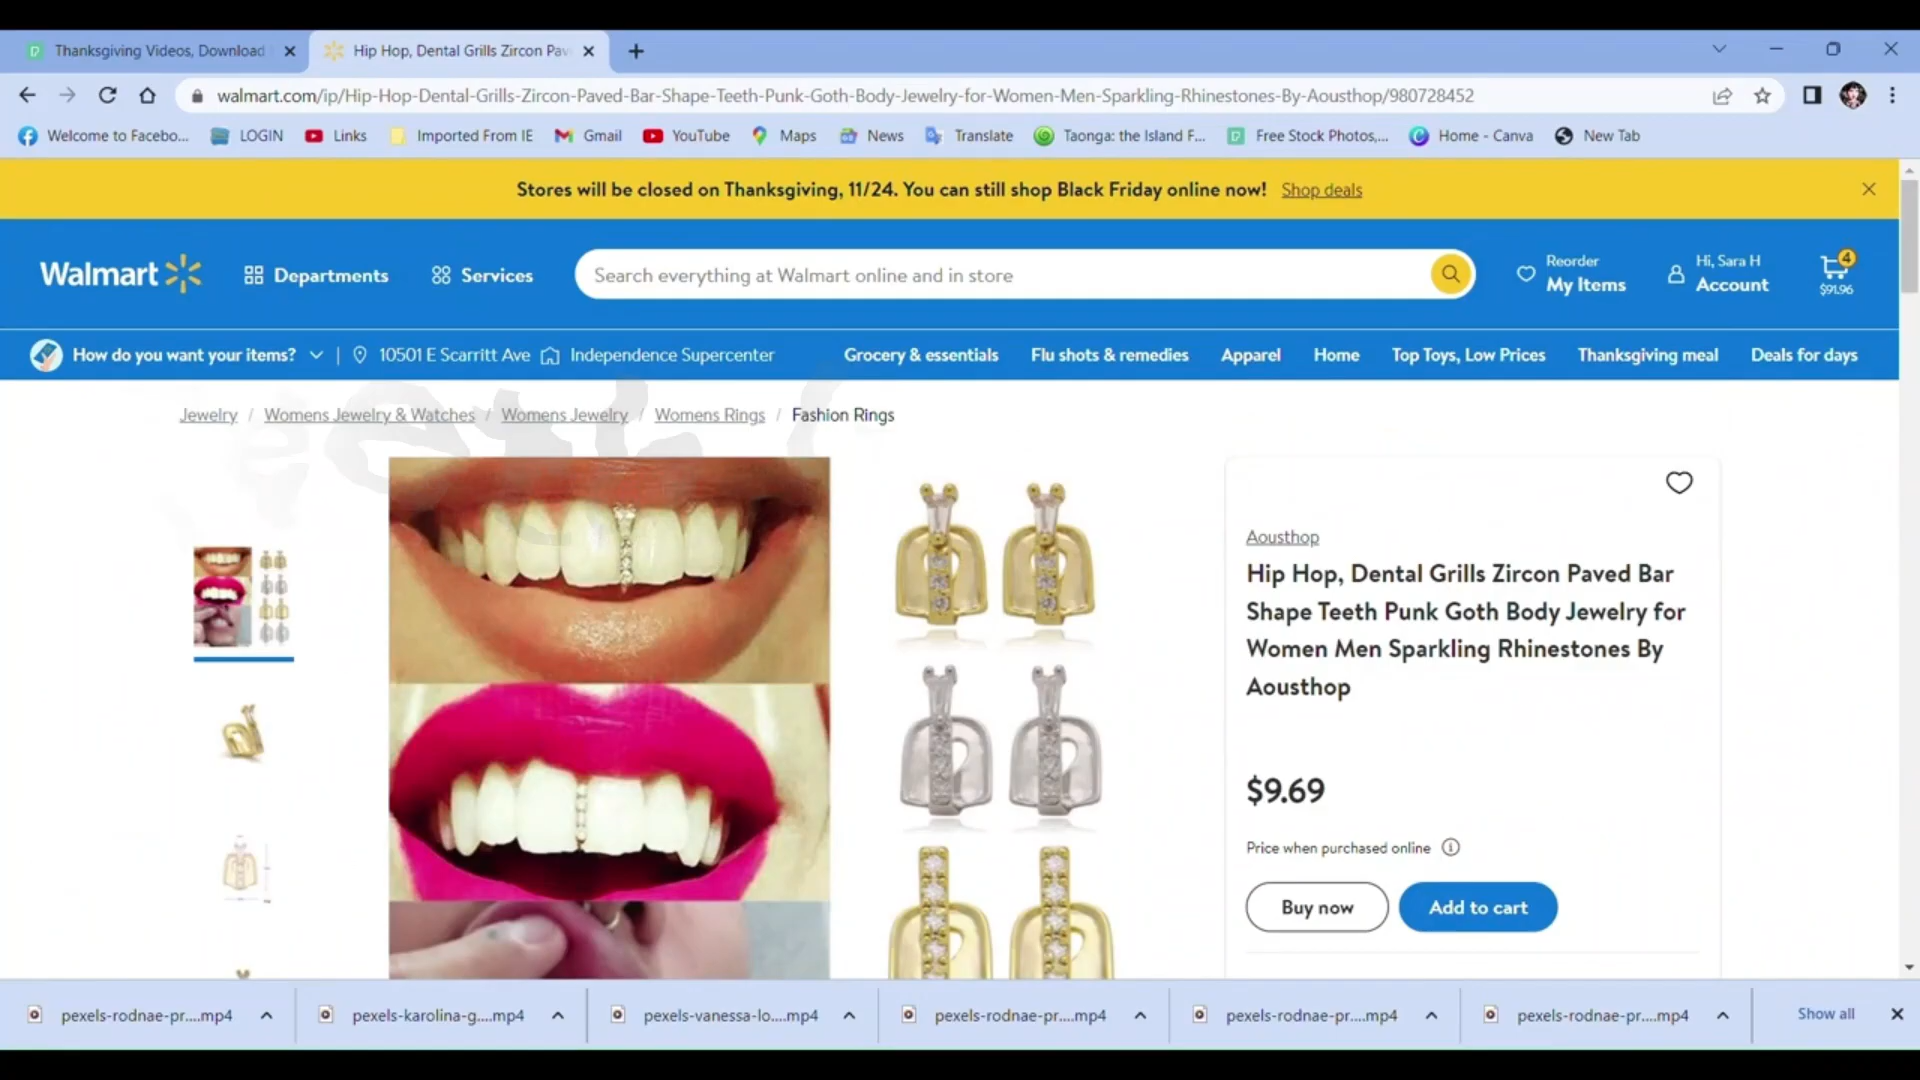 Thanksgiving Videos, Download
Hip Hop, Dental Grills Zircon Pav
walmart.com/ip/Hip-Hop-Dental-Grills-Zircon-Paved-Bar-Shape-Teeth-Punk-Goth-Body-Jewelry-for-Women-Men-Sparkling-Rhinestones-By-Aousthop/980728452
Welcome to Facebo... LOGIN Links Imported From IE Gmail YouTube Maps News Translate Taonga: the Island F... Free Stock Photos,... Home - Canva New Tab
Stores will be closed on Thanksgiving, 11/24. You can still shop Black Friday online now! Shop deals
Walmart Departments Services Search everything at Walmart online and in store
Reorder
My Items
Hi, Sara H
Account
4
$91.96
How do you want your items? 10501 E Scarritt Ave Independence Supercenter Grocery & essentials Flu shots & remedies Apparel Home Top Toys, Low Prices Thanksgiving meal Deals for days
Jewelry / Womens Jewelry & Watches / Womens Jewelry / Womens Rings / Fashion Rings
Aousthop
Hip Hop, Dental Grills Zircon Paved Bar
Shape Teeth Punk Goth Body Jewelry for
Women Men Sparkling Rhinestones By
Aousthop
$9.69
Price when purchased online
Buy now Add to cart
pexels-rodnae-pr....mp4 pexels-karolina-g....mp4 pexels-vanessa-lo....mp4 pexels-rodnae-pr....mp4 pexels-rodnae-pr....mp4 pexels-rodnae-pr....mp4 Show all